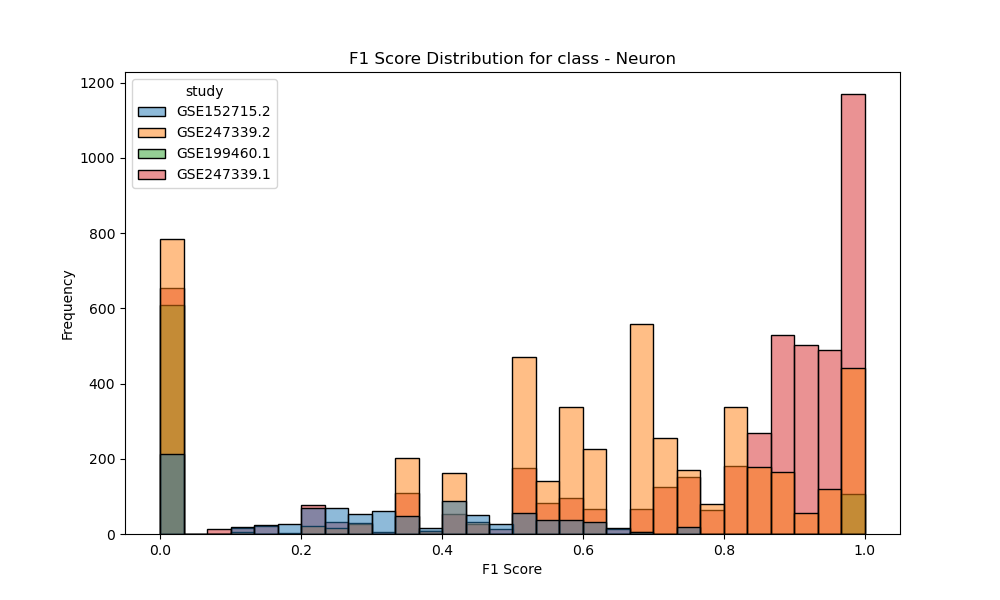 F1 Score Distribution for class - Neuron
study
GSE152715.2
GSE247339.2
GSE199460.1
GSE247339.1
1200
1000
800
600
400
200
0
Frequency
0.0 0.2 0.4 0.6 0.8 1.0
F1 Score